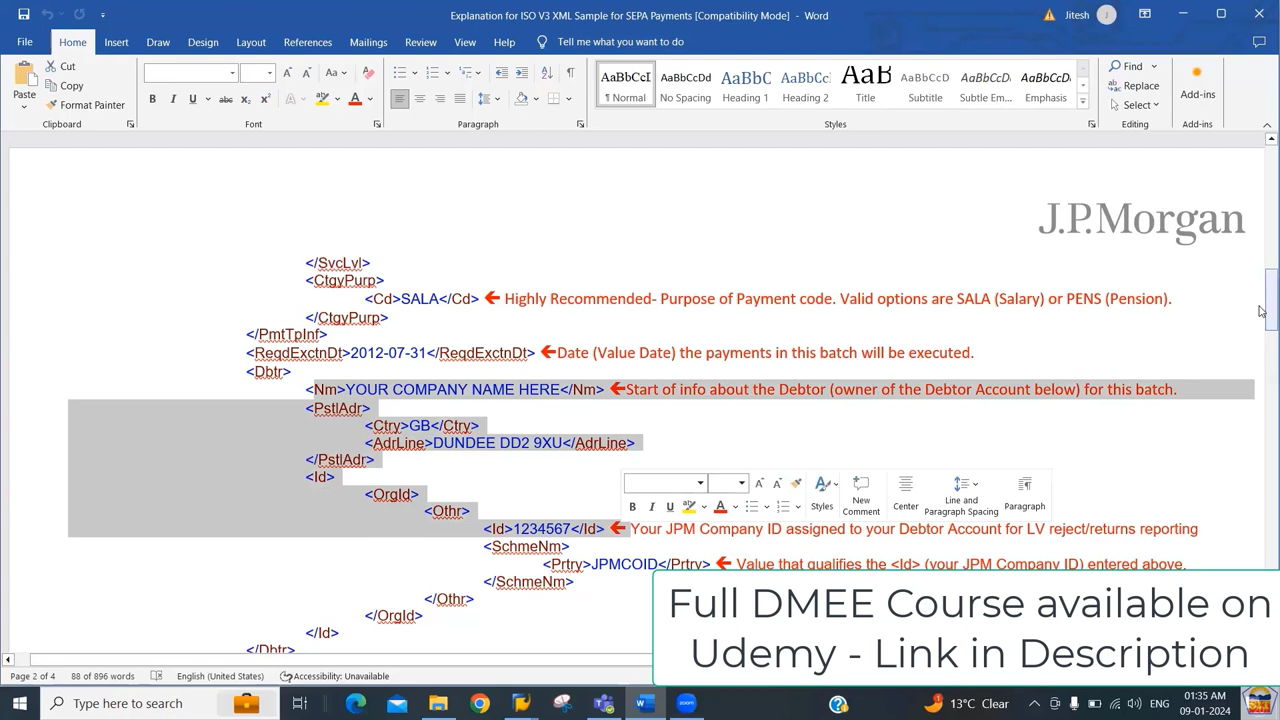 Explanation for ISO V3 XML Sample for SEPA Payments [Compatibility Mode] - Word
Jitesh
J
File Home Insert Draw Design Layout References Mailings Review View Help Tell me what you want to do
Paste
Cut
Copy
Format Painter
Clipboard
Font
Paragraph
AaBbCcI
¶ Normal
AaBbCcDd
No Spacing
AaBbC
Heading 1
AaBbCc
Heading 2
AaB
Title
AaBbCcD
Subtitle
AaBbCcDd
Subtle Em...
AaBbCcDd
Emphasis
Styles
Find
Replace
Select
Editing
Add-ins
Add-ins
J.P.Morgan
</SvcLvl>
<CtgyPurp>
<Cd>SALA</Cd> Highly Recommended- Purpose of Payment code. Valid options are SALA (Salary) or PENS (Pension).
</CtgyPurp>
</PmtTpInf>
<ReqdExctnDt>2012-07-31</ReqdExctnDt> Date (Value Date) the payments in this batch will be executed.
<Dbtr>
<Nm>YOUR COMPANY NAME HERE</Nm> Start of info about the Debtor (owner of the Debtor Account below) for this batch.
<PstlAdr>
<Ctry>GB</Ctry>
<AdrLine>DUNDEE DD2 9XU</AdrLine>
</PstlAdr>
<Id>
<OrgId>
<Othr>
Styles
New Comment
Center
Line and Paragraph Spacing
Paragraph
<Id>1234567</Id> Your JPM Company ID assigned to your Debtor Account for LV reject/returns reporting
<SchmeNm>
<Prtry>JPMCOID</Prtry> Value that qualifies the <Id> (your JPM Company ID) entered above.
</SchmeNm>
</Othr>
</OrgId>
</Id>
</Dbtr>
Full DMEE Course available on
Udemy - Link in Description
Page 2 of 4 88 of 896 words English (United States) Accessibility: Unavailable
Type here to search
13°C Clear
ENG
01:35 AM
09-01-2024